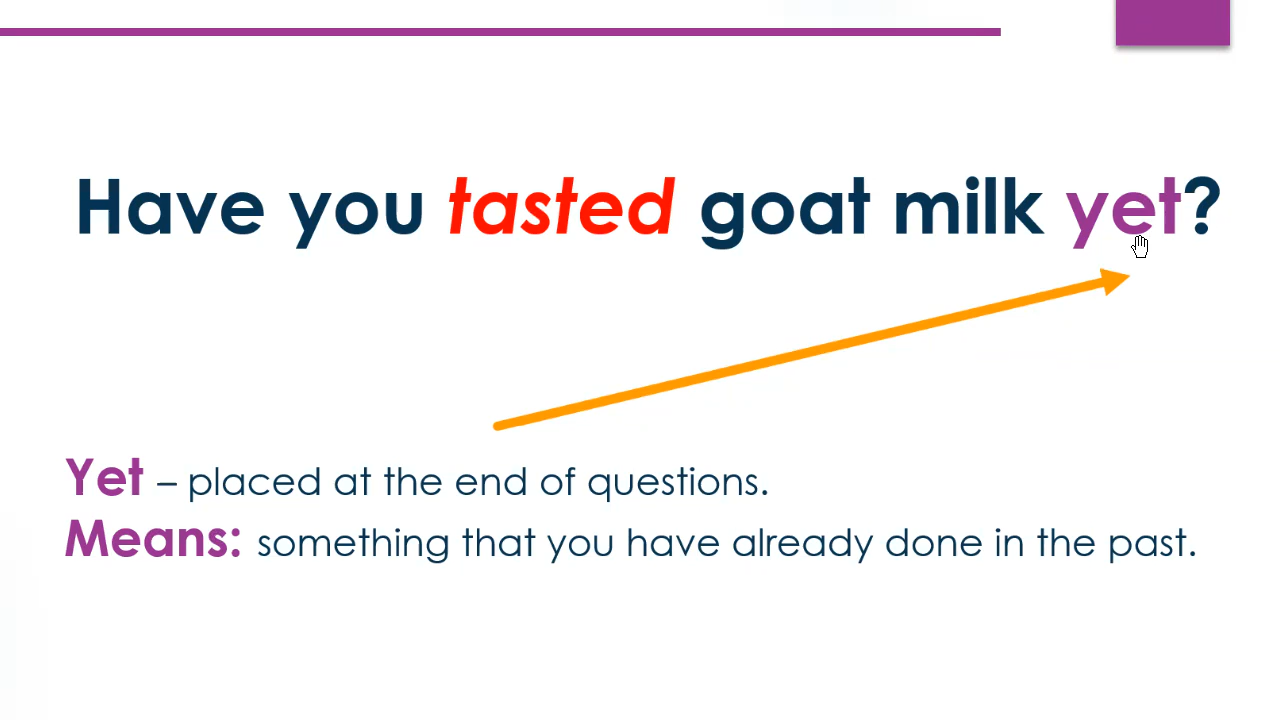 Have you tasted goat milk yet?
Yet – placed at the end of questions.
Means: something that you have already done in the past.